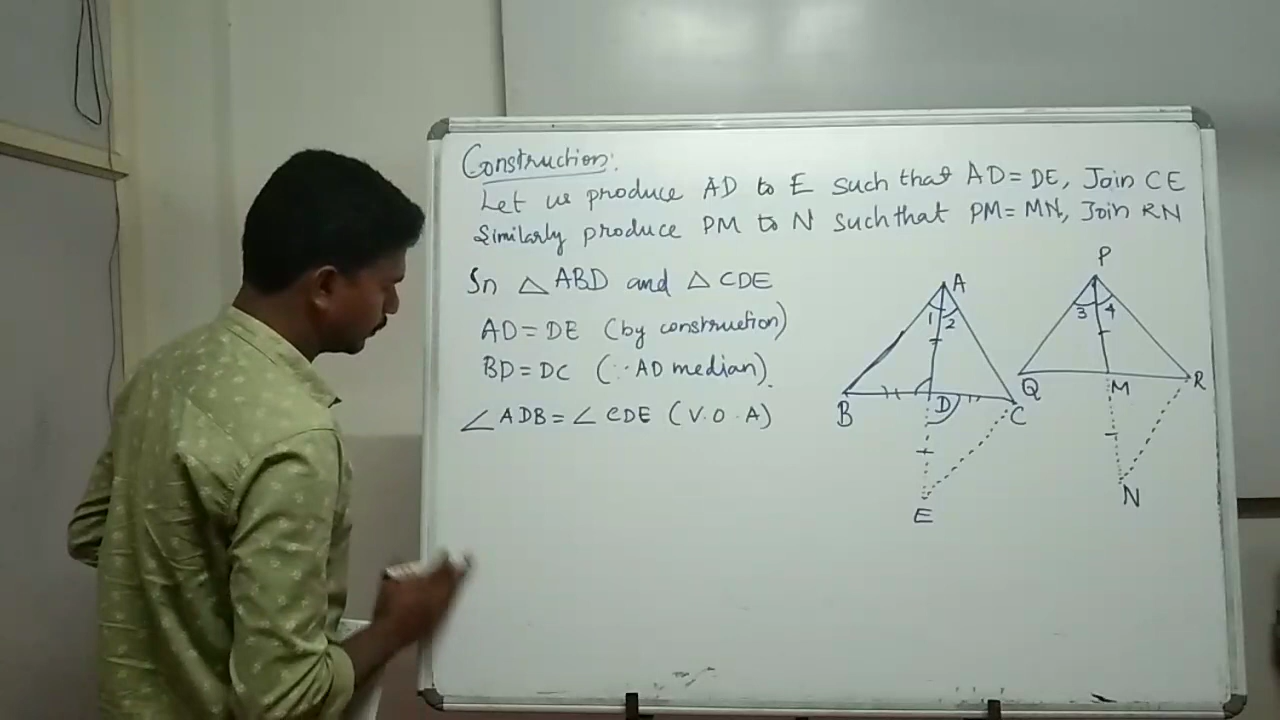 Construction:
Let us produce AD to E such that AD = DE, Join CE
Similarly produce PM to N such that PM = MN, Join RN
In △ ABD and △ CDE
AD = DE (by construction)
BD = DC (∵ AD median).
∠ADB = ∠CDE (V.O.A)
A
1 2
B D C
E
P
3 4
Q M R
N